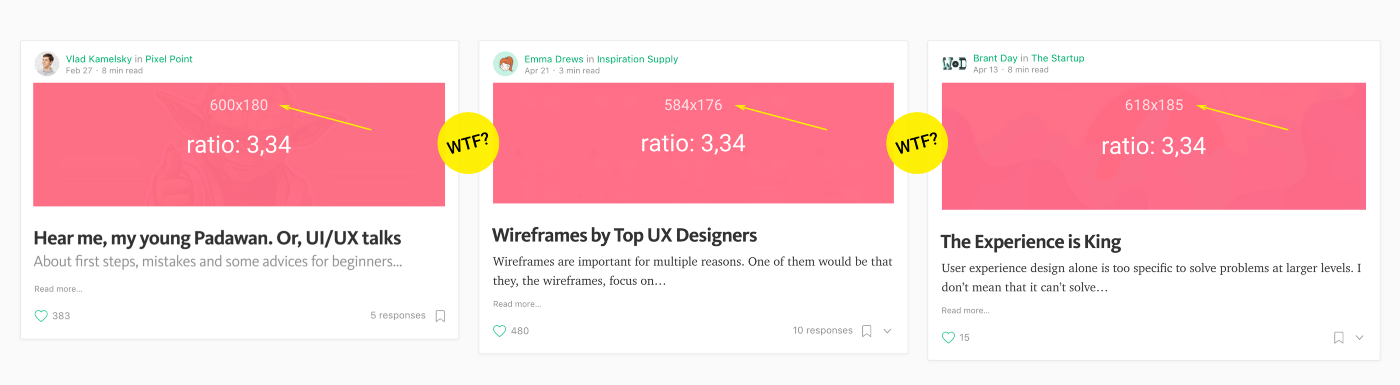 Vlad Kamelsky in Pixel Point
Feb 27 · 8 min read
600x180
ratio: 3,34
Hear me, my young Padawan. Or, UI/UX talks
About first steps, mistakes and some advices for beginners...
Read more...
383
5 responses
WTF?
Emma Drews in Inspiration Supply
Apr 21 · 3 min read
584x176
ratio: 3,34
Wireframes by Top UX Designers
Wireframes are important for multiple reasons. One of them would be that
they, the wireframes, focus on…
Read more...
480
10 responses
WTF?
WD
Brant Day in The Startup
Apr 13 · 8 min read
618x185
ratio: 3,34
The Experience is King
User experience design alone is too specific to solve problems at larger levels. I
don't mean that it can't solve…
Read more...
15